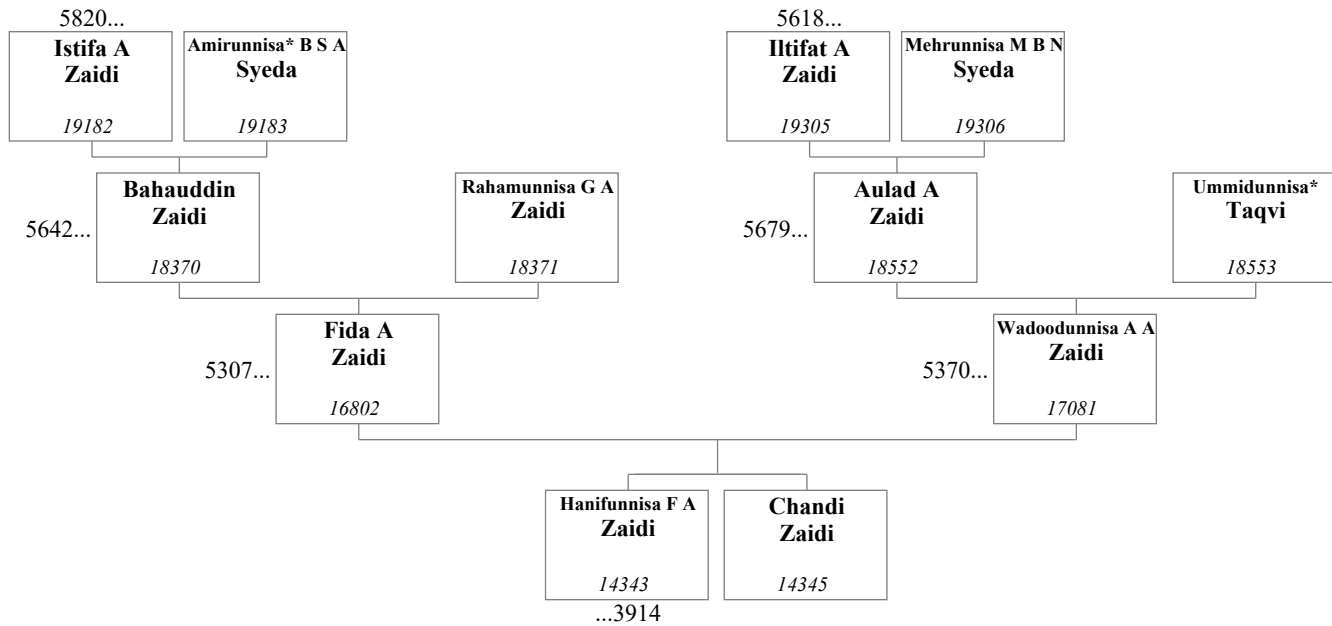 5820...
Istifa A
Zaidi
19182
Amirunnisa* B S A
Syeda
19183
5618...
Iltifat A
Zaidi
19305
Mehrunnisa M B N
Syeda
19306
5642...
Bahauddin
Zaidi
18370
Rahamunnisa G A
Zaidi
18371
5679...
Aulad A
Zaidi
18552
Ummidunnisa*
Taqvi
18553
5307...
Fida A
Zaidi
16802
5370...
Wadoodunnisa A A
Zaidi
17081
Hanifunnisa F A
Zaidi
14343
...3914
Chandi
Zaidi
14345